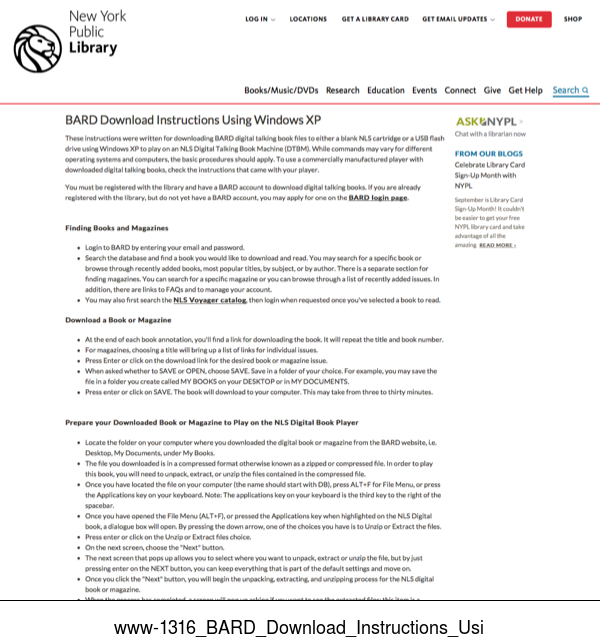 New York
Public
Library
LOG IN
LOCATIONS
GET A LIBRARY CARD
GET EMAIL UPDATES
DONATE
SHOP
Books/Music/DVDs Research Education Events Connect Give Get Help Search
BARD Download Instructions Using Windows XP
These instructions were written for downloading BARD digital talking book files to either a blank NLS cartridge or a USB flash
drive using Windows XP to play on an NLS Digital Talking Book Machine (DTBM). While commands may vary for different
operating systems and computers, the basic procedures should apply. To use a commercially manufactured player with
downloaded digital talking books, check the instructions that came with your player.
You must be registered with the library and have a BARD account to download digital talking books. If you are already
registered with the library, but do not yet have a BARD account, you may apply for one on the BARD login page.
Finding Books and Magazines
• Login to BARD by entering your email and password.
• Search the database and find a book you would like to download and read. You may search for a specific book or
browse through recently added books, most popular titles, by subject, or by author. There is a separate section for
finding magazines. You can search for a specific magazine or you can browse through a list of recently added issues. In
addition, there are links to FAQs and to manage your account.
• You may also first search the NLS Voyager catalog, then login when requested once you've selected a book to read.
Download a Book or Magazine
• At the end of each book annotation, you'll find a link for downloading the book. It will repeat the title and book number.
• For magazines, choosing a title will bring up a list of links for individual issues.
• Press Enter or click on the download link for the desired book or magazine issue.
• When asked whether to SAVE or OPEN, choose SAVE. Save in a folder of your choice. For example, you may save the
file in a folder you create called MY BOOKS on your DESKTOP or in MY DOCUMENTS.
• Press enter or click on SAVE. The book will download to your computer. This may take from three to thirty minutes.
Prepare your Downloaded Book or Magazine to Play on the NLS Digital Book Player
• Locate the folder on your computer where you downloaded the digital book or magazine from the BARD website, i.e.
Desktop, My Documents, under My Books.
• The file you downloaded is in a compressed format otherwise known as a zipped or compressed file. In order to play
this book, you will need to unpack, extract, or unzip the files contained in the compressed file.
• Once you have located the file on your computer (the name should start with DB), press ALT+F for File Menu, or press
the Applications key on your keyboard. Note: The applications key on your keyboard is the third key to the right of the
spacebar.
• Once you have opened the File Menu (ALT+F), or pressed the Applications key when highlighted on the NLS Digital
book, a dialogue box will open. By pressing the down arrow, one of the choices you have is to Unzip or Extract the files.
• Press enter or click on the Unzip or Extract files choice.
• On the next screen, choose the "Next" button.
• The next screen that pops up allows you to select where you want to unpack, extract or unzip the file, but by just
pressing enter on the NEXT button, you can keep everything that is part of the default settings and move on.
• Once you click the "Next" button, you will begin the unpacking, extracting, and unzipping process for the NLS digital
book or magazine.
ASK NYPL >
Chat with a librarian now
FROM OUR BLOGS
Celebrate Library Card
Sign-Up Month with
NYPL
September is Library Card
Sign-Up Month! It couldn't
be easier to get your free
NYPL library card and take
advantage of all the
amazing READ MORE ›
www-1316_BARD_Download_Instructions_Usi